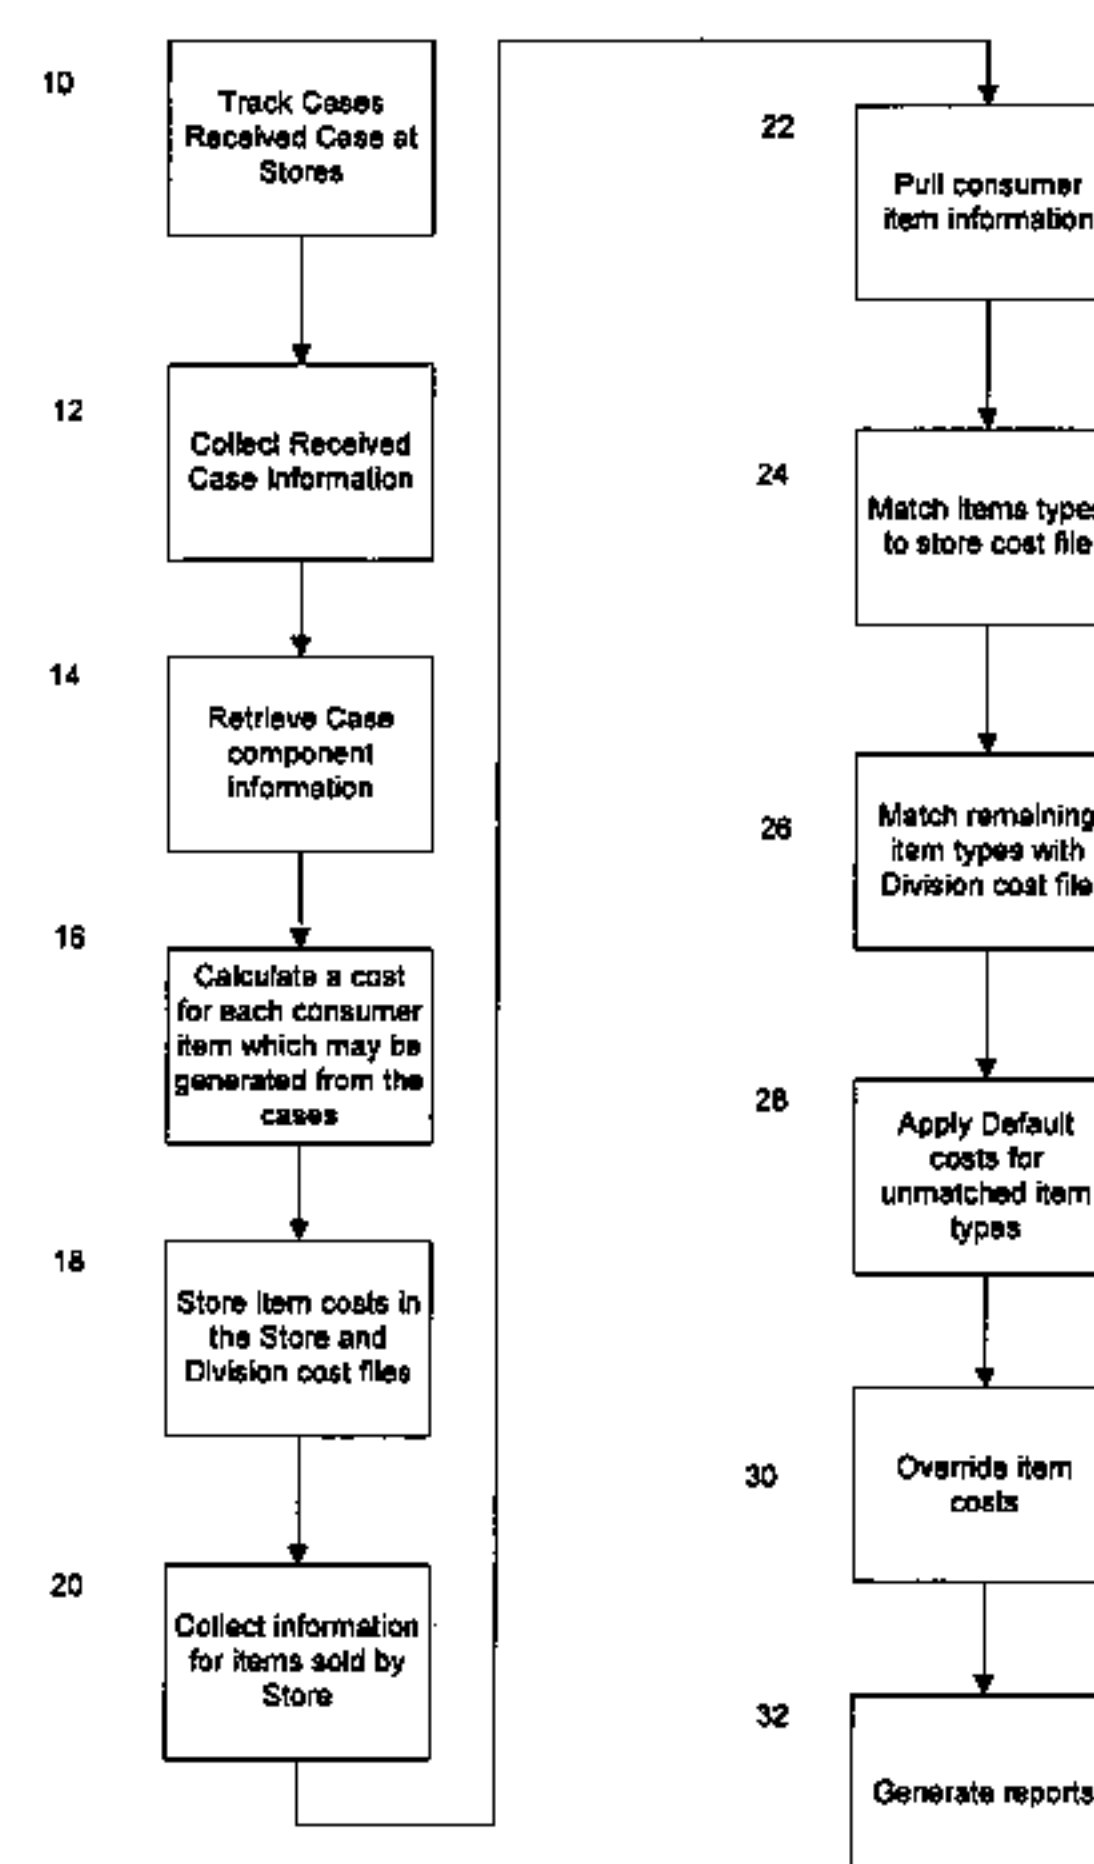 10
Track Cases
Received Case at
Stores
12
Collect Received
Case Information
14
Retrieve Case
component
information
16
Calculate a cost
for each consumer
item which may be
generated from the
cases
18
Store item costs in
the Store and
Division cost files
20
Collect information
for items sold by
Store
22
Pull consumer
item information
24
Match items types
to store cost file
26
Match remaining
item types with
Division cost file
28
Apply Default
costs for
unmatched item
types
30
Override item
costs
32
Generate reports